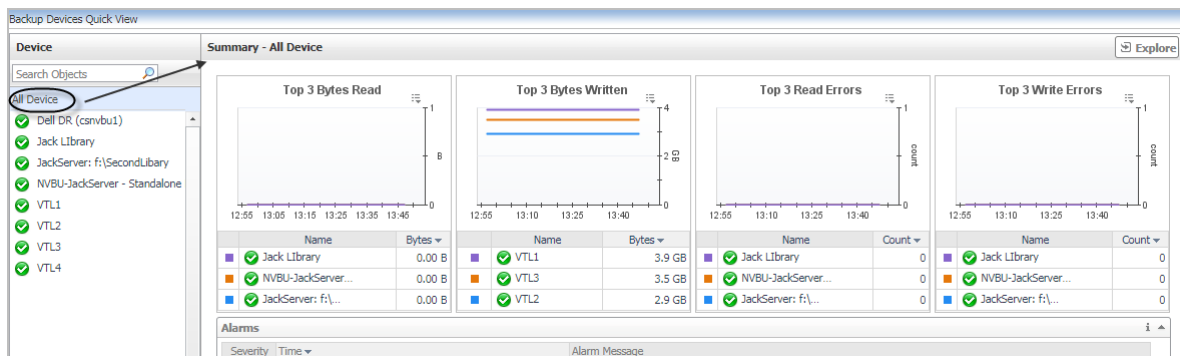 Backup Devices Quick View
Device
Search Objects
All Device
Dell DR (csnvbu1)
Jack LIbrary
JackServer: f:\SecondLibary
NVBU-JackServer - Standalone
VTL1
VTL2
VTL3
VTL4
Summary - All Device
Explore
Top 3 Bytes Read
1
B
0
12:55 13:05 13:15 13:25 13:35 13:45
Name Bytes
Jack LIbrary 0.00 B
NVBU-JackServer... 0.00 B
JackServer: f:\... 0.00 B
Top 3 Bytes Written
4
2 GB
0
12:55 13:10 13:25 13:40
Name Bytes
VTL1 3.9 GB
VTL3 3.5 GB
VTL2 2.9 GB
Top 3 Read Errors
1
count
0
12:55 13:10 13:25 13:40
Name Count
Jack LIbrary 0
NVBU-JackServer... 0
JackServer: f:\... 0
Top 3 Write Errors
1
count
0
12:55 13:10 13:25 13:40
Name Count
Jack LIbrary 0
NVBU-JackServer... 0
JackServer: f:\... 0
Alarms
Severity Time Alarm Message